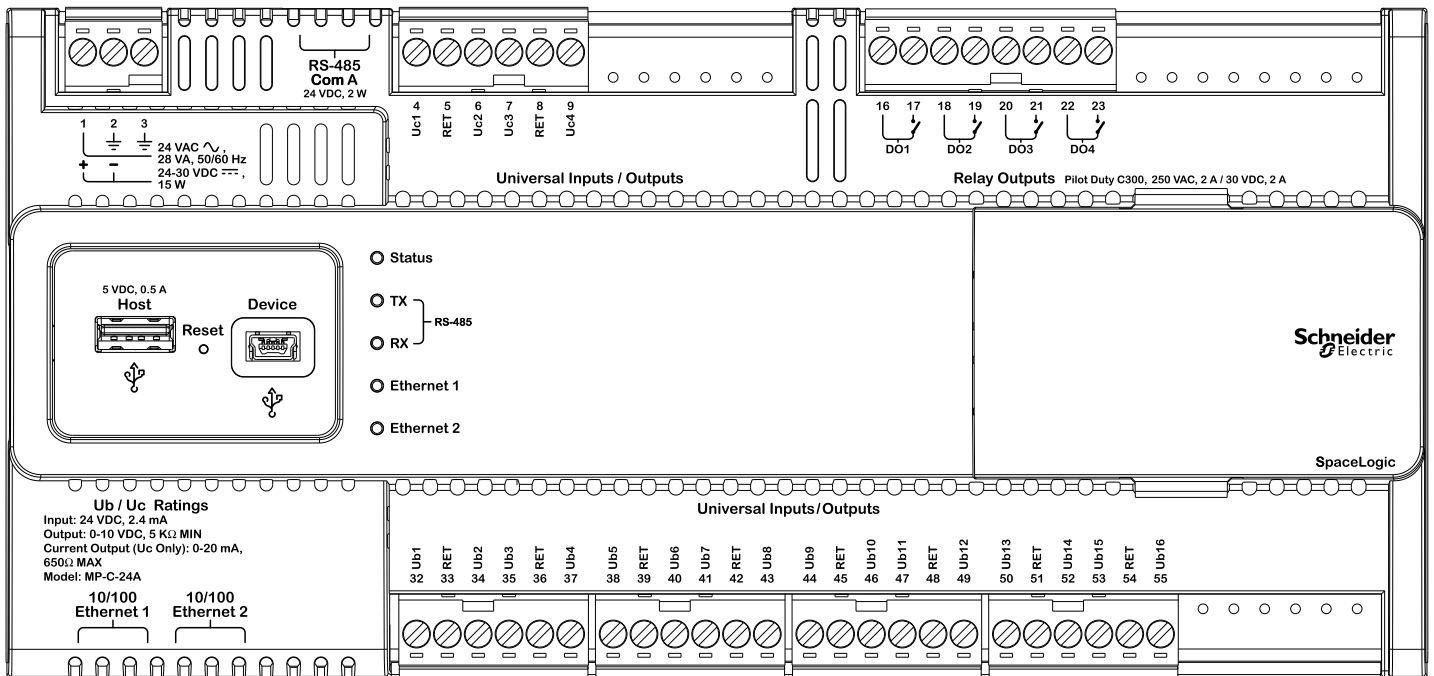 RS-485
Com A
24 VDC, 2 W
1 2 3
24 VAC ∿ ,
28 VA, 50/60 Hz
+ −
24-30 VDC ⎓ ,
15 W
4 5 6 7 8 9
Uc1 RET Uc2 Uc3 RET Uc4
Universal Inputs / Outputs
16 17 18 19 20 21 22 23
DO1 DO2 DO3 DO4
Relay Outputs Pilot Duty C300, 250 VAC, 2 A / 30 VDC, 2 A
5 VDC, 0.5 A
Host
Reset
Device
Status
TX
RX
RS-485
Ethernet 1
Ethernet 2
Schneider
Electric
SpaceLogic
Ub / Uc Ratings
Input: 24 VDC, 2.4 mA
Output: 0-10 VDC, 5 KΩ MIN
Current Output (Uc Only): 0-20 mA,
650Ω MAX
Model: MP-C-24A
10/100
Ethernet 1
10/100
Ethernet 2
Universal Inputs/Outputs
Ub1 RET Ub2 Ub3 RET Ub4 Ub5 RET Ub6 Ub7 RET Ub8 Ub9 RET Ub10 Ub11 RET Ub12 Ub13 RET Ub14 Ub15 RET Ub16
32 33 34 35 36 37 38 39 40 41 42 43 44 45 46 47 48 49 50 51 52 53 54 55